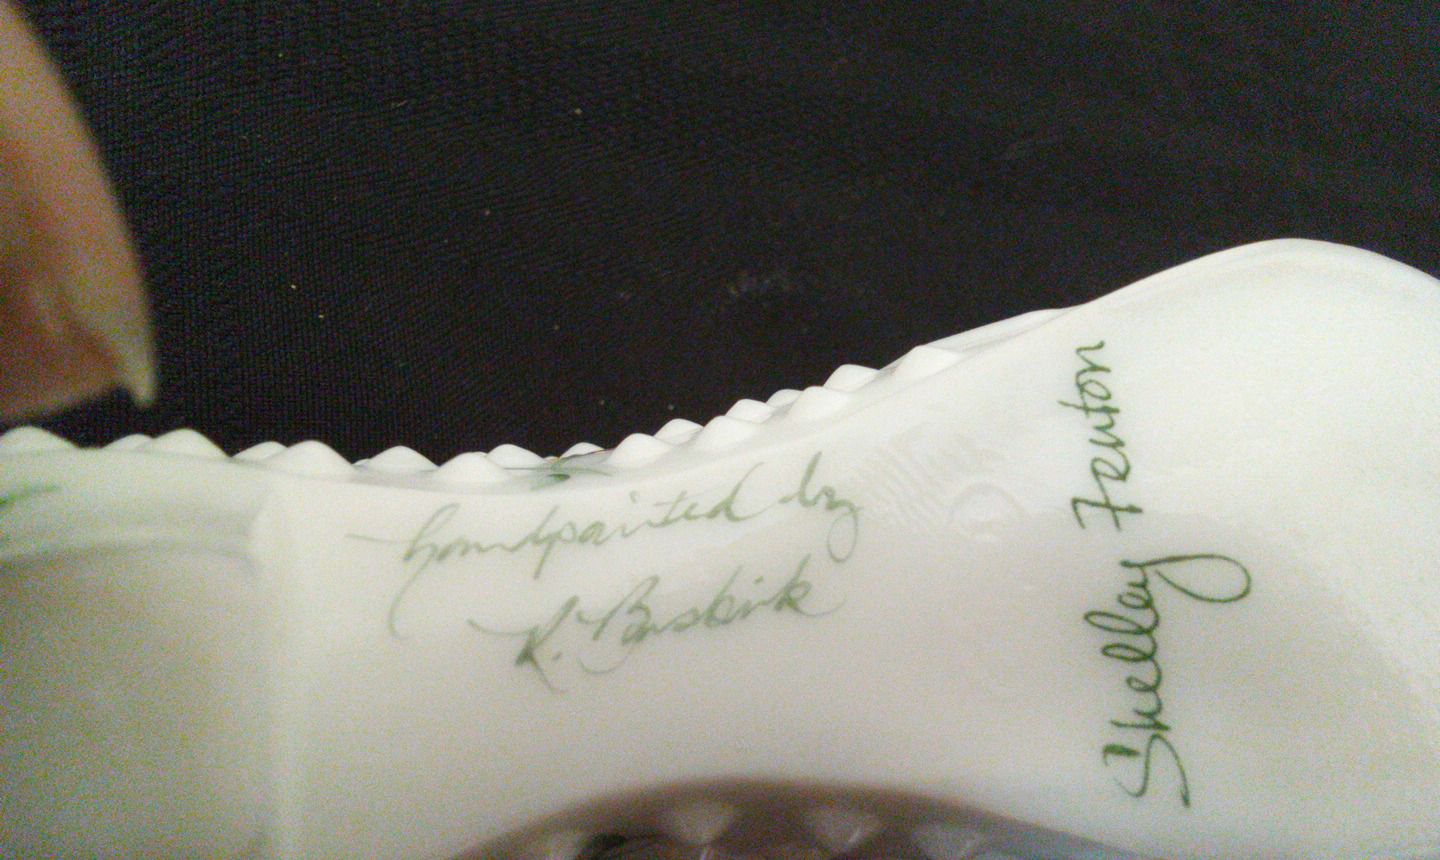 handpainted by
R. Buskirk
Shelley Fenton